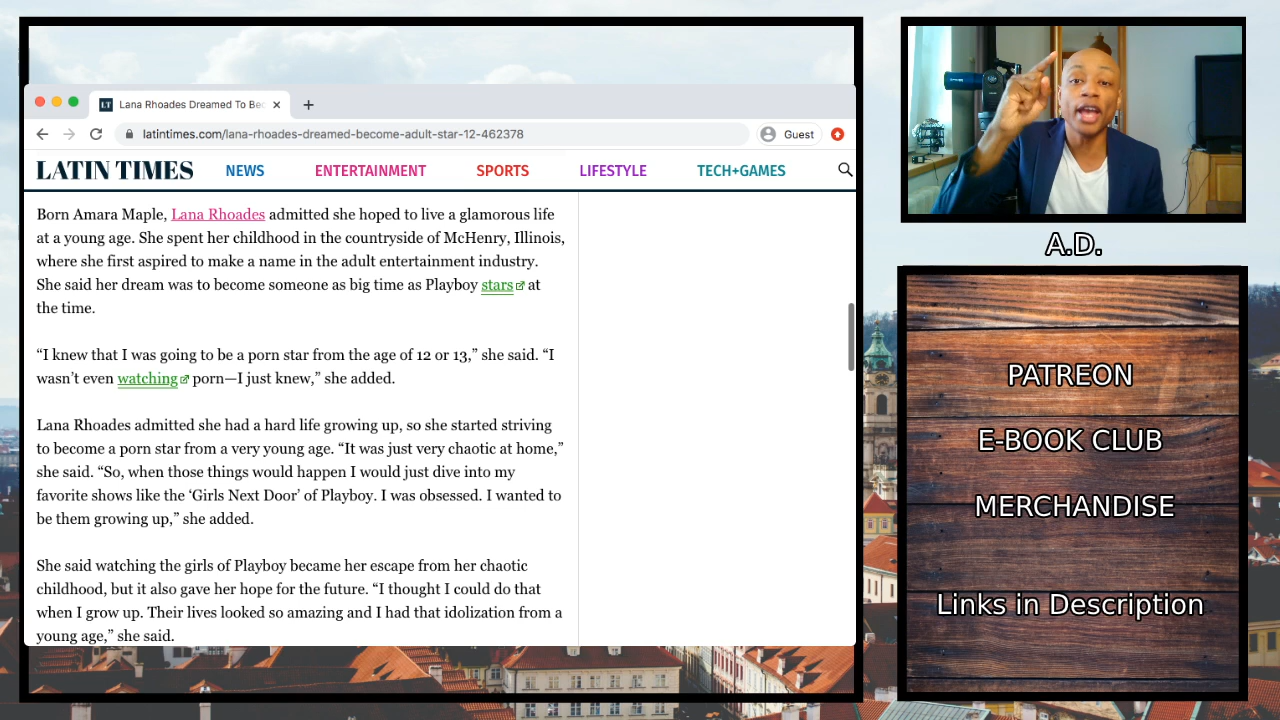 LT Lana Rhoades Dreamed To Bec
latintimes.com/lana-rhoades-dreamed-become-adult-star-12-462378
Guest
LATIN TIMES NEWS ENTERTAINMENT SPORTS LIFESTYLE TECH+GAMES
Born Amara Maple, Lana Rhoades admitted she hoped to live a glamorous life
at a young age. She spent her childhood in the countryside of McHenry, Illinois,
where she first aspired to make a name in the adult entertainment industry.
She said her dream was to become someone as big time as Playboy stars at
the time.
“I knew that I was going to be a porn star from the age of 12 or 13,” she said. “I
wasn’t even watching porn—I just knew,” she added.
Lana Rhoades admitted she had a hard life growing up, so she started striving
to become a porn star from a very young age. “It was just very chaotic at home,”
she said. “So, when those things would happen I would just dive into my
favorite shows like the ‘Girls Next Door’ of Playboy. I was obsessed. I wanted to
be them growing up,” she added.
She said watching the girls of Playboy became her escape from her chaotic
childhood, but it also gave her hope for the future. “I thought I could do that
when I grow up. Their lives looked so amazing and I had that idolization from a
young age,” she said.
A.D.
PATREON
E-BOOK CLUB
MERCHANDISE
Links in Description